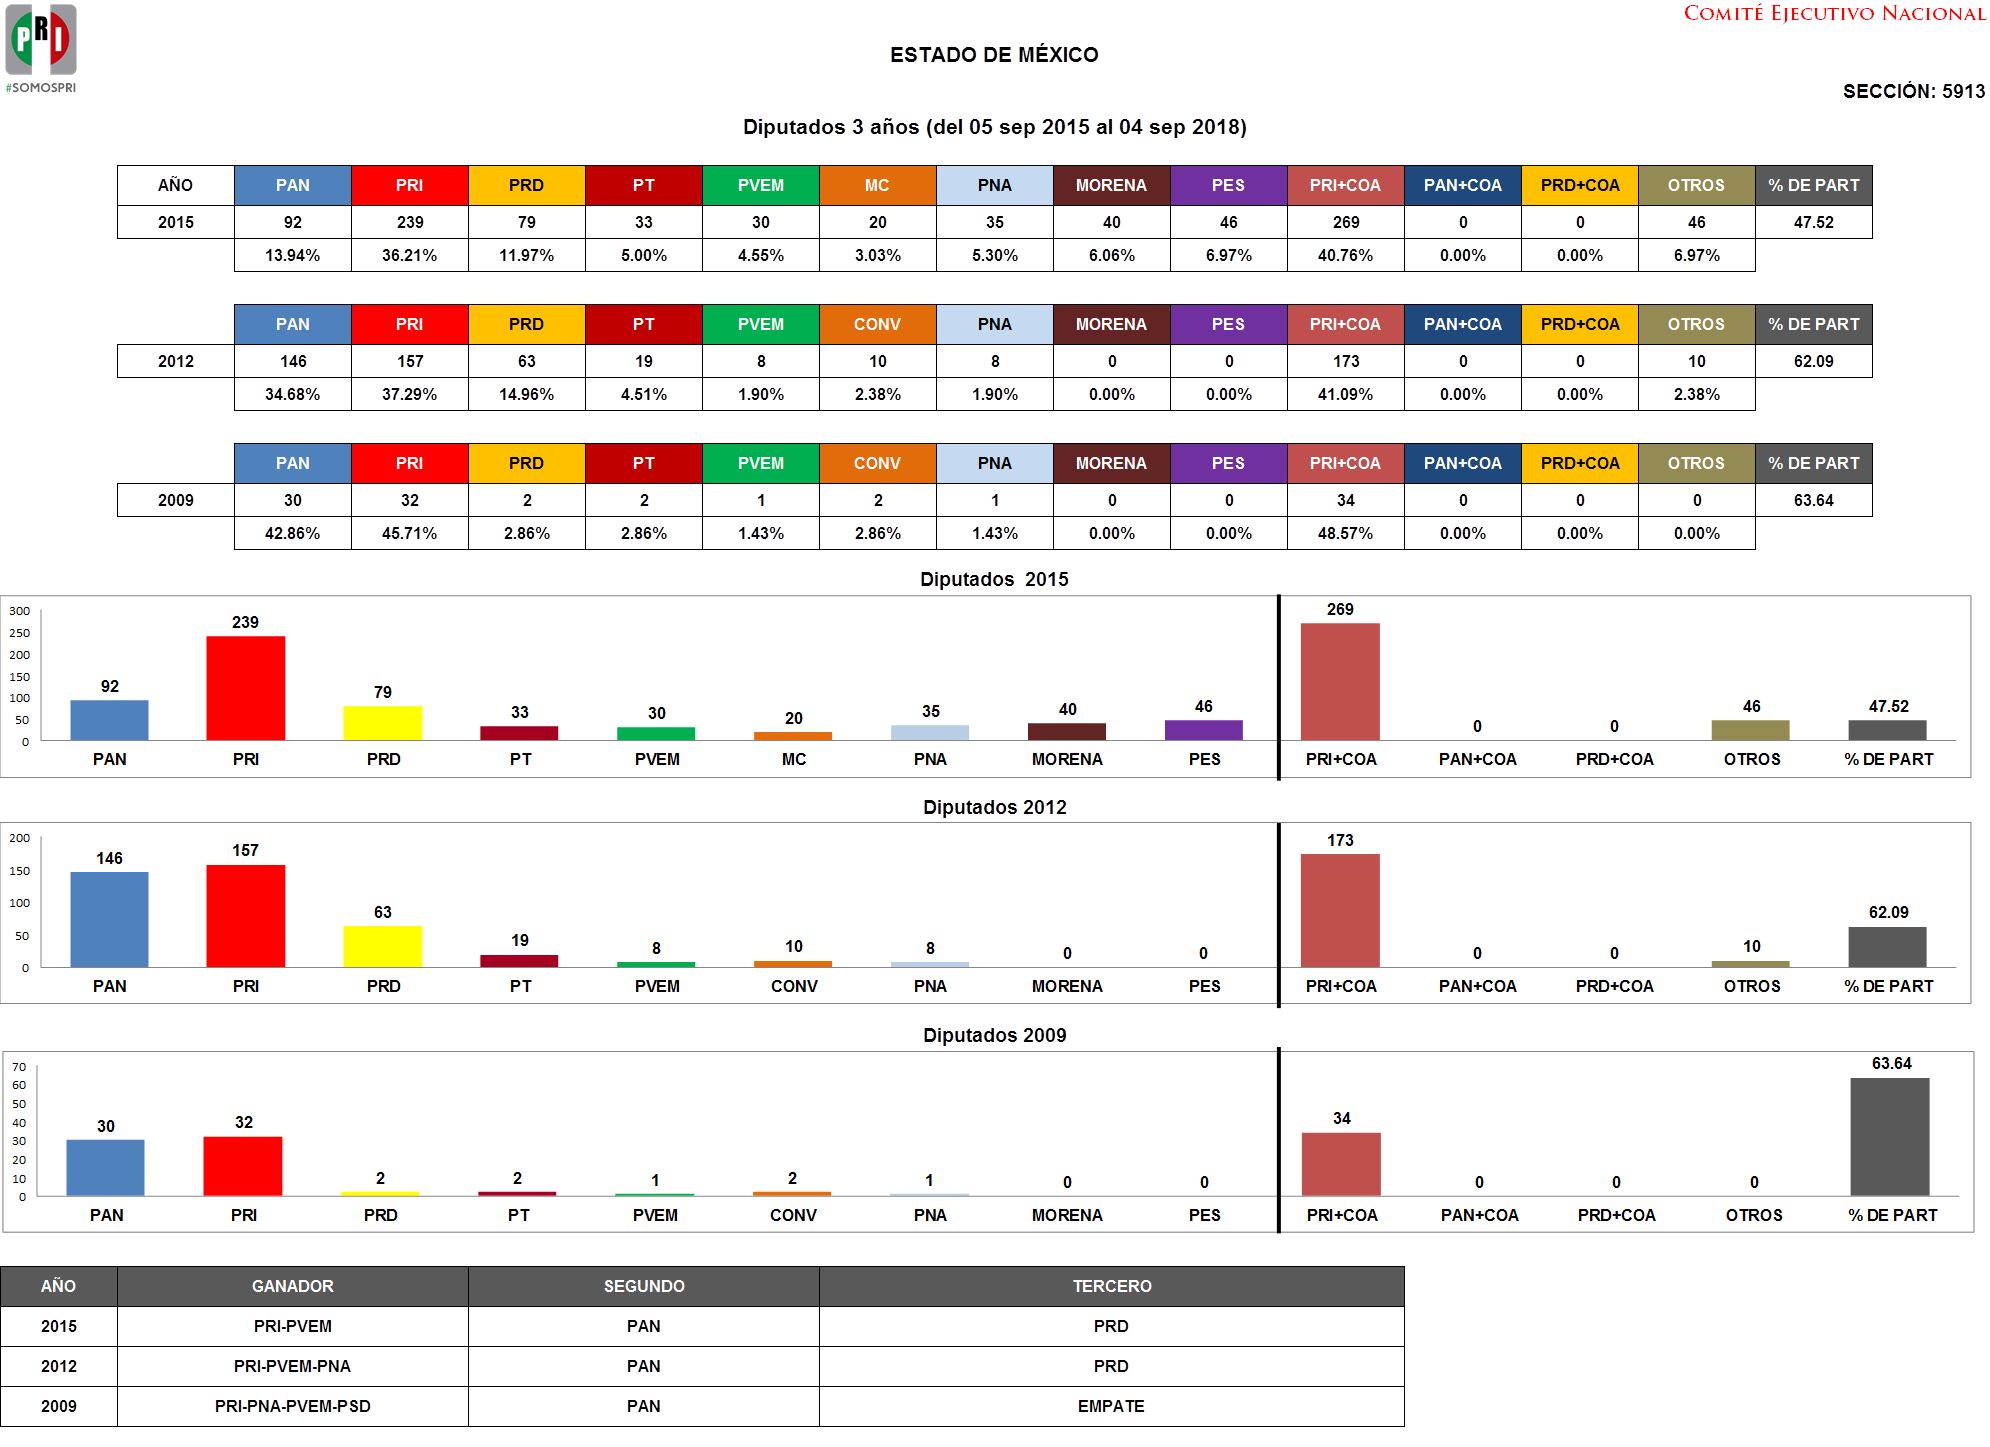 PRI
#SOMOSPRI
COMITÉ EJECUTIVO NACIONAL
ESTADO DE MÉXICO
SECCIÓN: 5913
Diputados 3 años (del 05 sep 2015 al 04 sep 2018)
AÑO PAN PRI PRD PT PVEM MC PNA MORENA PES PRI+COA PAN+COA PRD+COA OTROS % DE PART
2015 92 239 79 33 30 20 35 40 46 269 0 0 46 47.52
13.94% 36.21% 11.97% 5.00% 4.55% 3.03% 5.30% 6.06% 6.97% 40.76% 0.00% 0.00% 6.97%
PAN PRI PRD PT PVEM CONV PNA MORENA PES PRI+COA PAN+COA PRD+COA OTROS % DE PART
2012 146 157 63 19 8 10 8 0 0 173 0 0 10 62.09
34.68% 37.29% 14.96% 4.51% 1.90% 2.38% 1.90% 0.00% 0.00% 41.09% 0.00% 0.00% 2.38%
PAN PRI PRD PT PVEM CONV PNA MORENA PES PRI+COA PAN+COA PRD+COA OTROS % DE PART
2009 30 32 2 2 1 2 1 0 0 34 0 0 0 63.64
42.86% 45.71% 2.86% 2.86% 1.43% 2.86% 1.43% 0.00% 0.00% 48.57% 0.00% 0.00% 0.00%
Diputados  2015
300
250
200
150
100
50
0
92 239 79 33 30 20 35 40 46 269 0 0 46 47.52
PAN PRI PRD PT PVEM MC PNA MORENA PES PRI+COA PAN+COA PRD+COA OTROS % DE PART
Diputados 2012
200
150
100
50
0
146 157 63 19 8 10 8 0 0 173 0 0 10 62.09
PAN PRI PRD PT PVEM CONV PNA MORENA PES PRI+COA PAN+COA PRD+COA OTROS % DE PART
Diputados 2009
70
60
50
40
30
20
10
0
30 32 2 2 1 2 1 0 0 34 0 0 0 63.64
PAN PRI PRD PT PVEM CONV PNA MORENA PES PRI+COA PAN+COA PRD+COA OTROS % DE PART
AÑO GANADOR SEGUNDO TERCERO
2015 PRI-PVEM PAN PRD
2012 PRI-PVEM-PNA PAN PRD
2009 PRI-PNA-PVEM-PSD PAN EMPATE